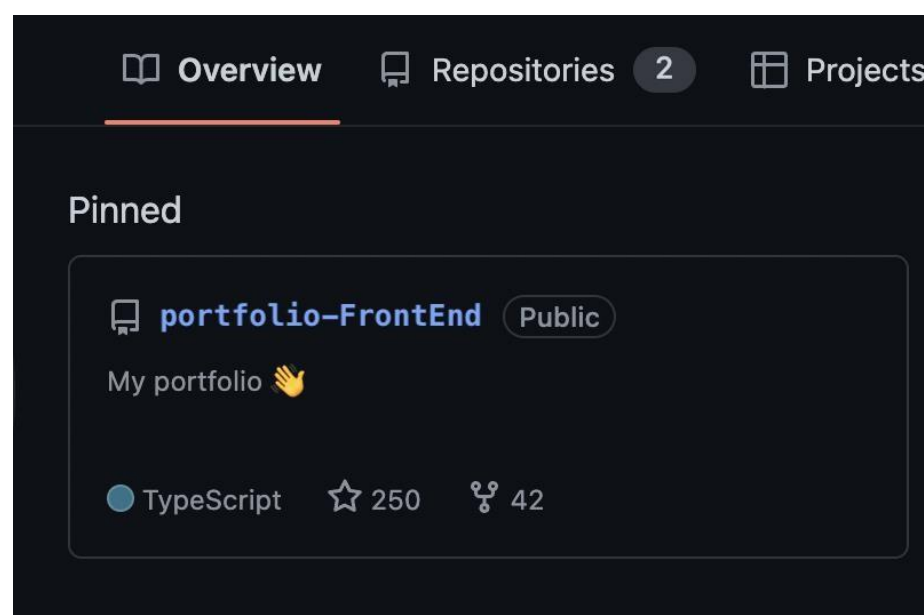 Overview Repositories 2 Projects
Pinned
portfolio-FrontEnd Public
My portfolio 👋
TypeScript 250 42